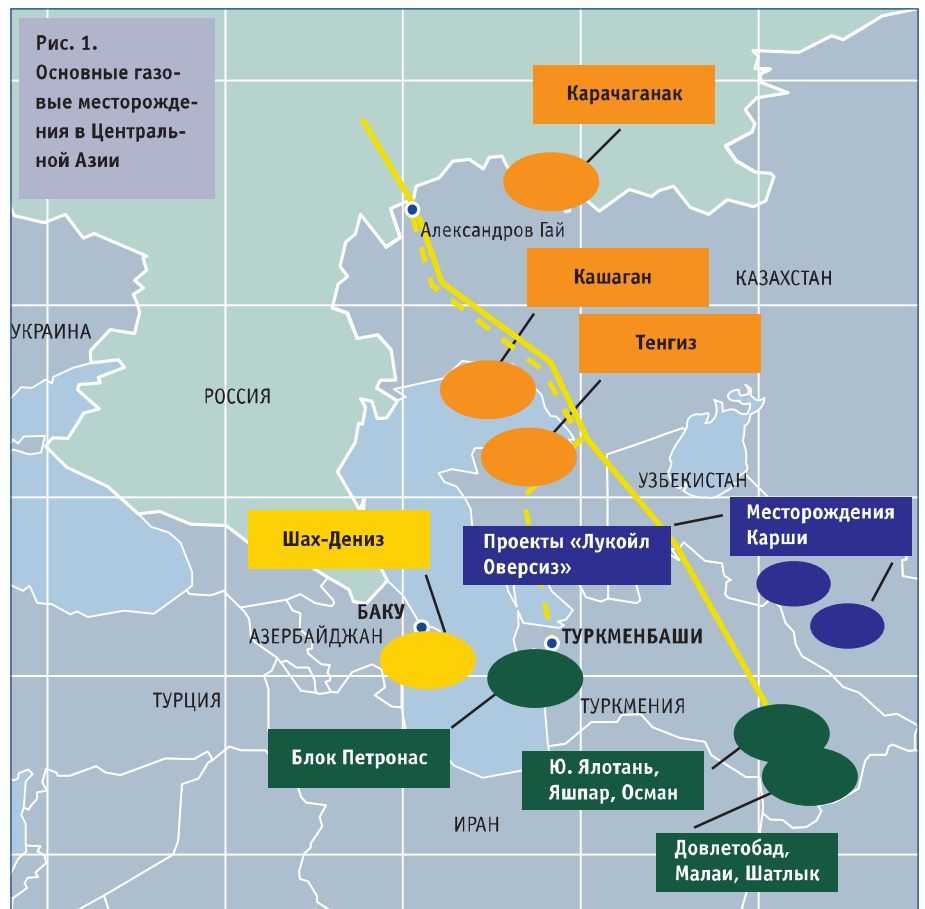 Рис. 1.
Основные газо-
вые месторожде-
ния в Централь-
ной Азии
Карачаганак
Александров Гай
Кашаган
КАЗАХСТАН
УКРАИНА
Тенгиз
РОССИЯ
УЗБЕКИСТАН
Месторождения
Карши
Шах-Дениз
Проекты «Лукойл
Оверсиз»
БАКУ
АЗЕРБАЙДЖАН
ТУРКМЕНБАШИ
ТУРЦИЯ
ТУРКМЕНИЯ
Блок Петронас
Ю. Ялотань,
Яшпар, Осман
ИРАН
Довлетобад,
Малаи, Шатлык